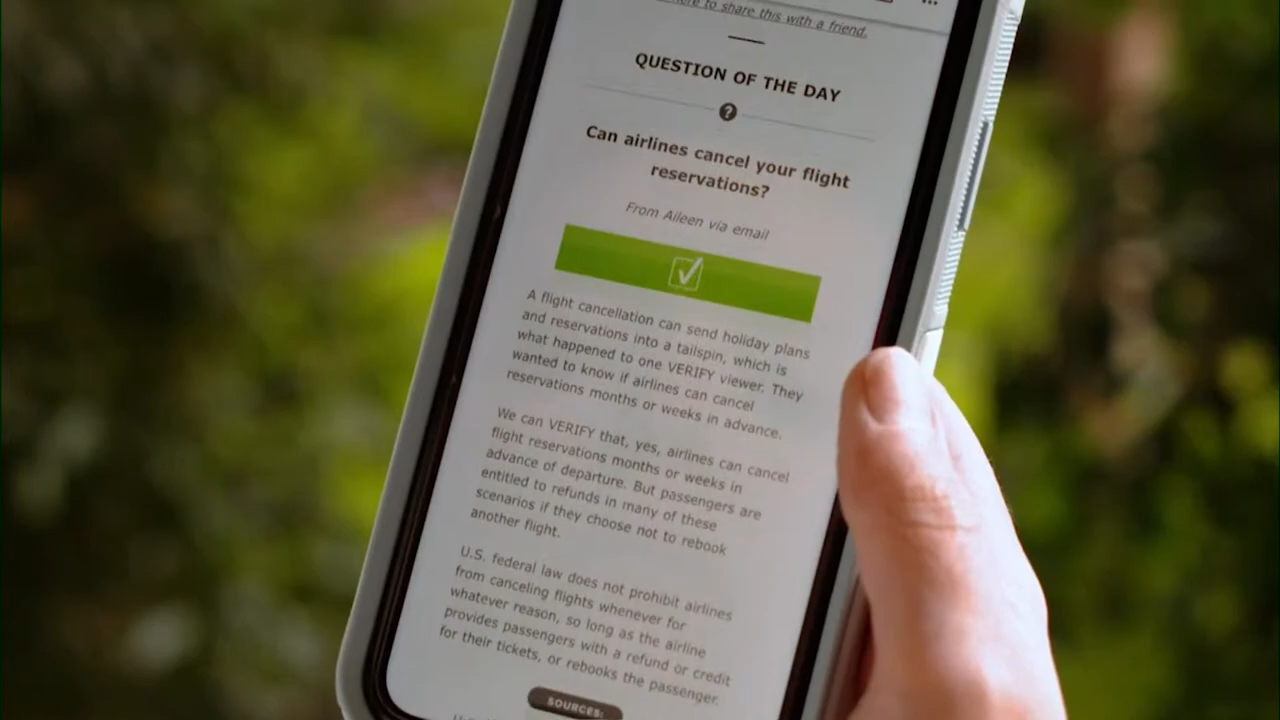 here to share this with a friend.
QUESTION OF THE DAY
?
Can airlines cancel your flight
reservations?
From Aileen via email
A flight cancellation can send holiday plans
and reservations into a tailspin, which is
what happened to one VERIFY viewer. They
wanted to know if airlines can cancel
reservations months or weeks in advance.
We can VERIFY that, yes, airlines can cancel
flight reservations months or weeks in
advance of departure. But passengers are
entitled to refunds in many of these
scenarios if they choose not to rebook
another flight.
U.S. federal law does not prohibit airlines
from canceling flights whenever for
whatever reason, so long as the airline
provides passengers with a refund or credit
for their tickets, or rebooks the passenger.
SOURCES: